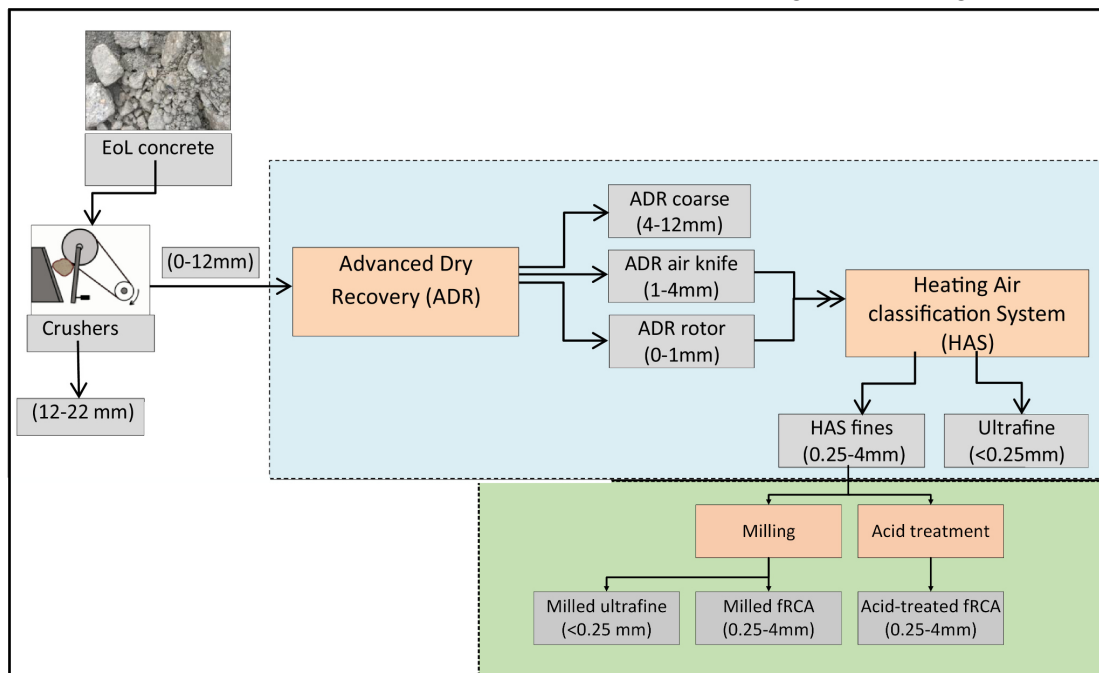 EoL concrete
(0-12mm)
Crushers
(12-22 mm)
Advanced Dry
Recovery (ADR)
ADR coarse
(4-12mm)
ADR air knife
(1-4mm)
ADR rotor
(0-1mm)
Heating Air
classification System
(HAS)
HAS fines
(0.25-4mm)
Ultrafine
(<0.25mm)
Milling
Acid treatment
Milled ultrafine
(<0.25 mm)
Milled fRCA
(0.25-4mm)
Acid-treated fRCA
(0.25-4mm)